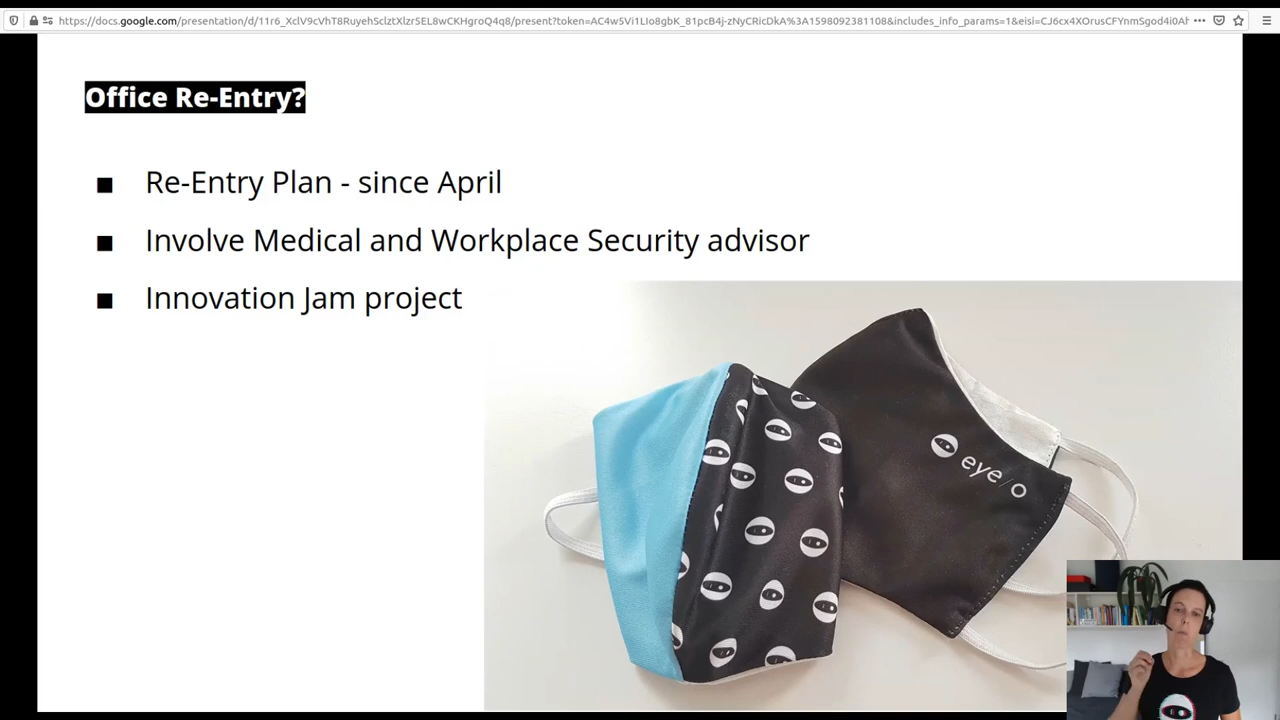 Office Re-Entry?
■ Re-Entry Plan - since April
■ Involve Medical and Workplace Security advisor
■ Innovation Jam project
eye/o